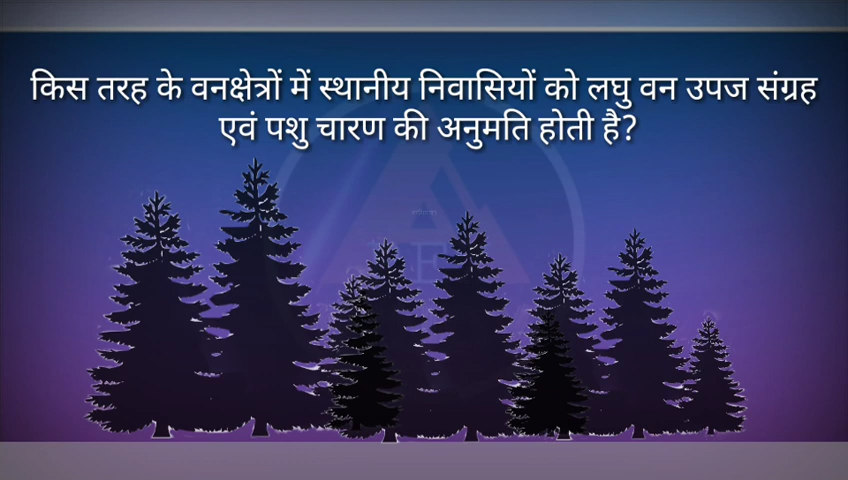 किस तरह के वनक्षेत्रों में स्थानीय निवासियों को लघु वन उपज संग्रह
एवं पशु चारण की अनुमति होती है?